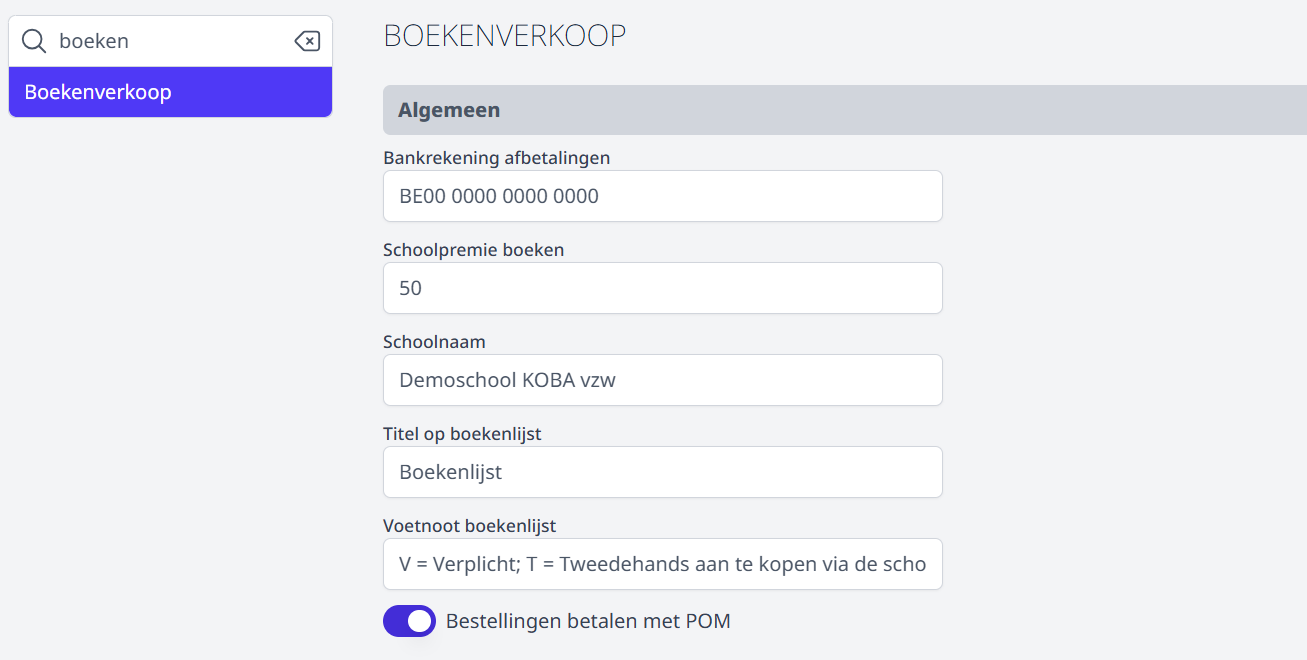 boeken
Boekenverkoop
BOEKENVERKOOP
Algemeen
Bankrekening afbetalingen
BE00 0000 0000 0000
Schoolpremie boeken
50
Schoolnaam
Demoschool KOBA vzw
Titel op boekenlijst
Boekenlijst
Voetnoot boekenlijst
V = Verplicht; T = Tweedehands aan te kopen via de scho
Bestellingen betalen met POM